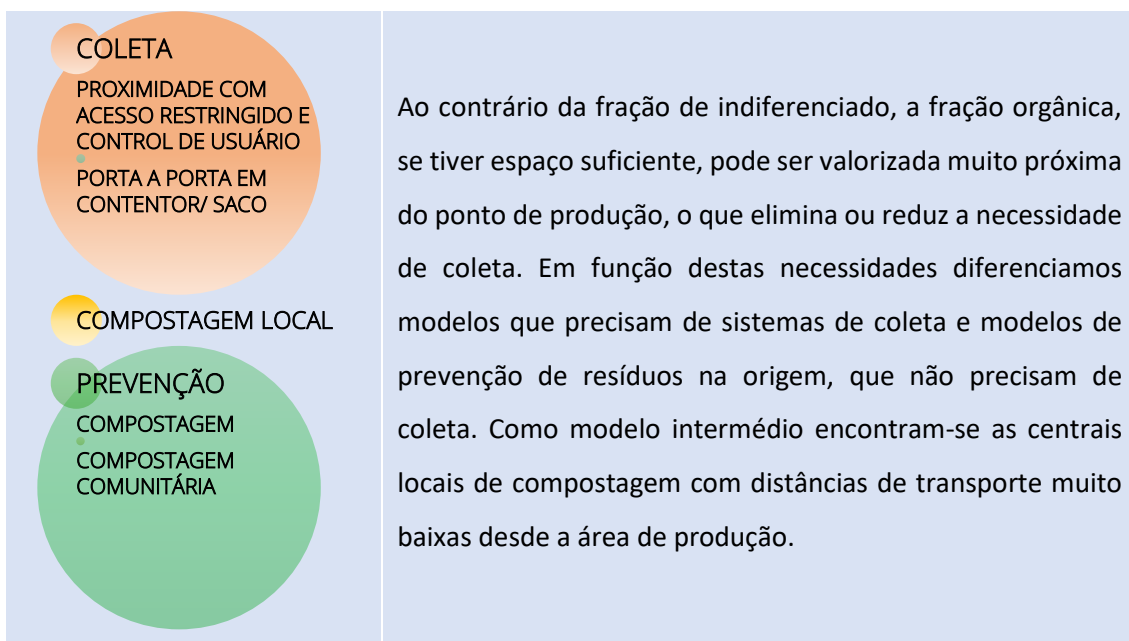 COLETA
PROXIMIDADE COM
ACESSO RESTRINGIDO E
CONTROL DE USUÁRIO
PORTA A PORTA EM
CONTENTOR/ SACO
COMPOSTAGEM LOCAL
PREVENÇÃO
COMPOSTAGEM
COMPOSTAGEM
COMUNITÁRIA
Ao contrário da fração de indiferenciado, a fração orgânica,
se tiver espaço suficiente, pode ser valorizada muito próxima
do ponto de produção, o que elimina ou reduz a necessidade
de coleta. Em função destas necessidades diferenciamos
modelos que precisam de sistemas de coleta e modelos de
prevenção de resíduos na origem, que não precisam de
coleta. Como modelo intermédio encontram-se as centrais
locais de compostagem com distâncias de transporte muito
baixas desde a área de produção.